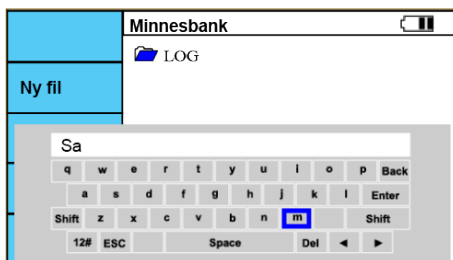 Minnesbank
LOG
Ny fil
Sa
q w e r t y u i o p Back
a s d f g h j k l Enter
Shift z x c v b n m Shift
12# ESC Space Del ◄ ►